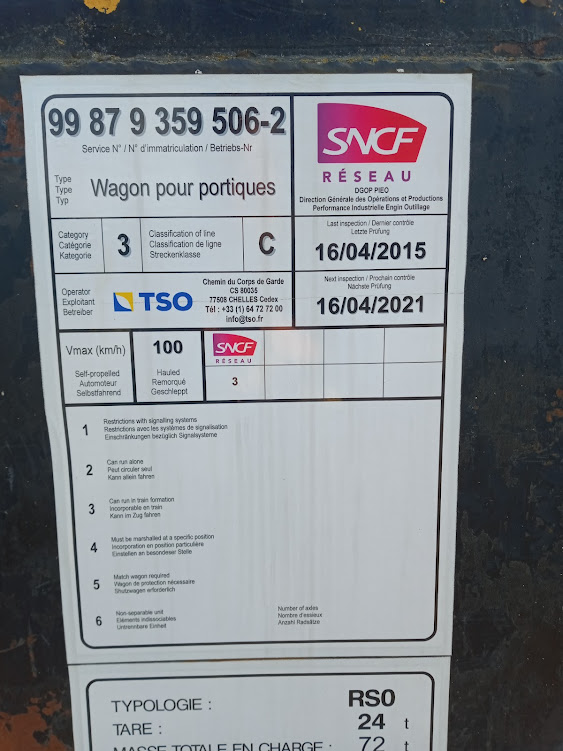 99 87 9 359 506-2
Service N° / N° d'immatriculation / Betriebs-Nr
Type
Type
Typ
Wagon pour portiques
SNCF
RÉSEAU
DGOP PIEO
Direction Générale des Opérations et Productions
Performance Industrielle Engin Outillage
Category
Catégorie
Kategorie
3
Classification of line
Classification de ligne
Streckenklasse
C
Last inspection / Dernier contrôle
Letzte Prüfung
16/04/2015
Operator
Exploitant
Betreiber
TSO
Chemin du Corps de Garde
CS 80035
77508 CHELLES Cedex
Tél : +33 (1) 64 72 72 00
info@tso.fr
Next inspection / Prochain contrôle
Nächste Prüfung
16/04/2021
Vmax (km/h)
Self-propelled
Automoteur
Selbstfahrend
100
Hauled
Remorqué
Geschleppt
SNCF
RÉSEAU
3
1
Restrictions with signalling systems
Restrictions avec les systèmes de signalisation
Einschränkungen bezüglich Signalsysteme
2
Can run alone
Peut circuler seul
Kann allein fahren
3
Can run in train formation
Incorporable en train
Kann im Zug fahren
4
Must be marshalled at a specific position
Incorporation en position particulière
Einstellen an besonderer Stelle
5
Match wagon required
Wagon de protection nécessaire
Shutzwagen erforderlich
6
Non-separable unit
Eléments indissociables
Untrennbare Einheit
Number of axles
Nombre d'essieux
Anzahl Radsätze
TYPOLOGIE : RS0
TARE : 24 t
MASSE TOTALE EN CHARGE : 72 t